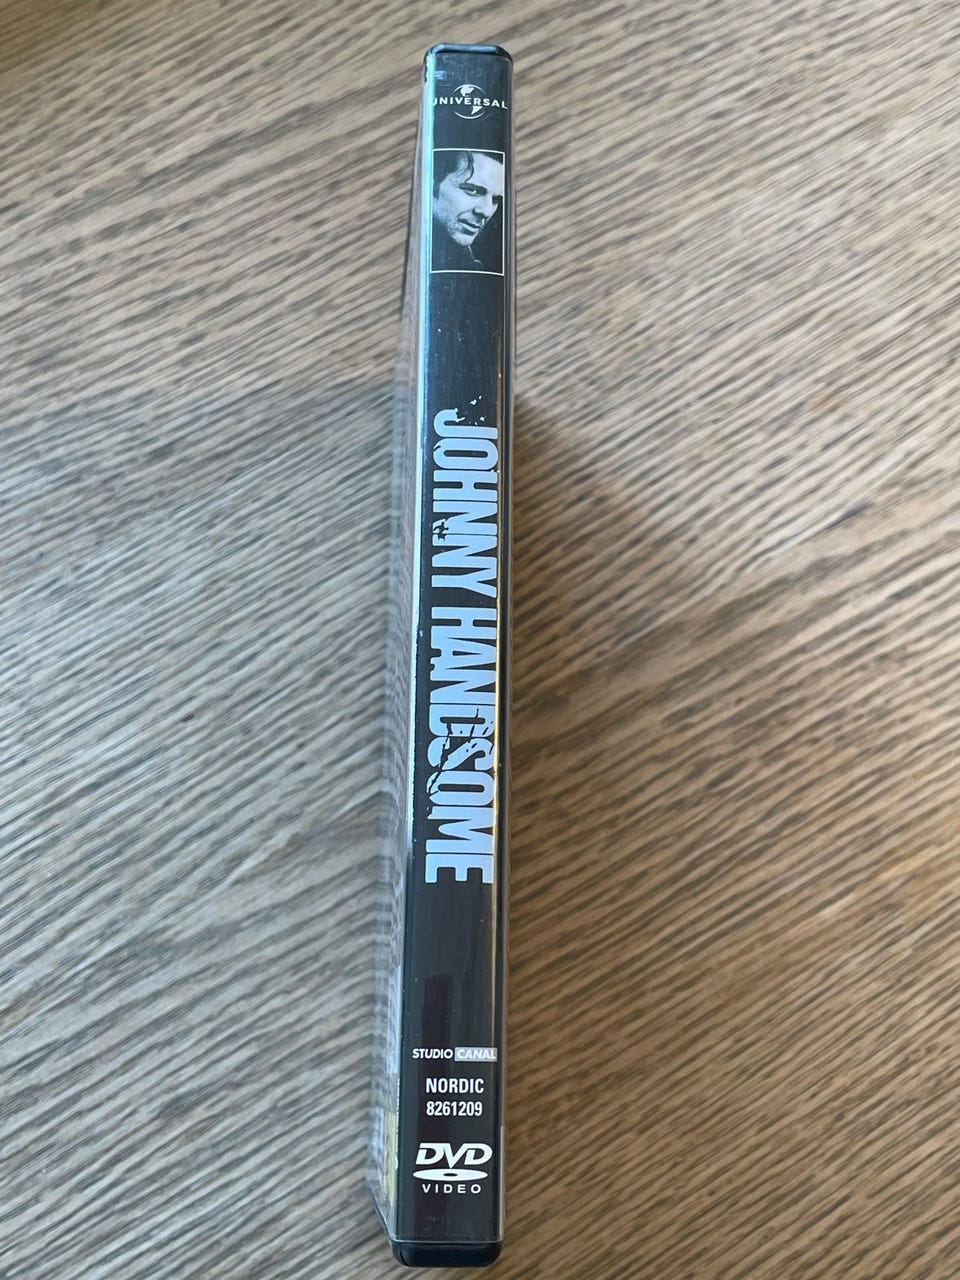 UNIVERSAL
JOHNNY HANDSOME
STUDIO CANAL
NORDIC
8261209
DVD
VIDEO